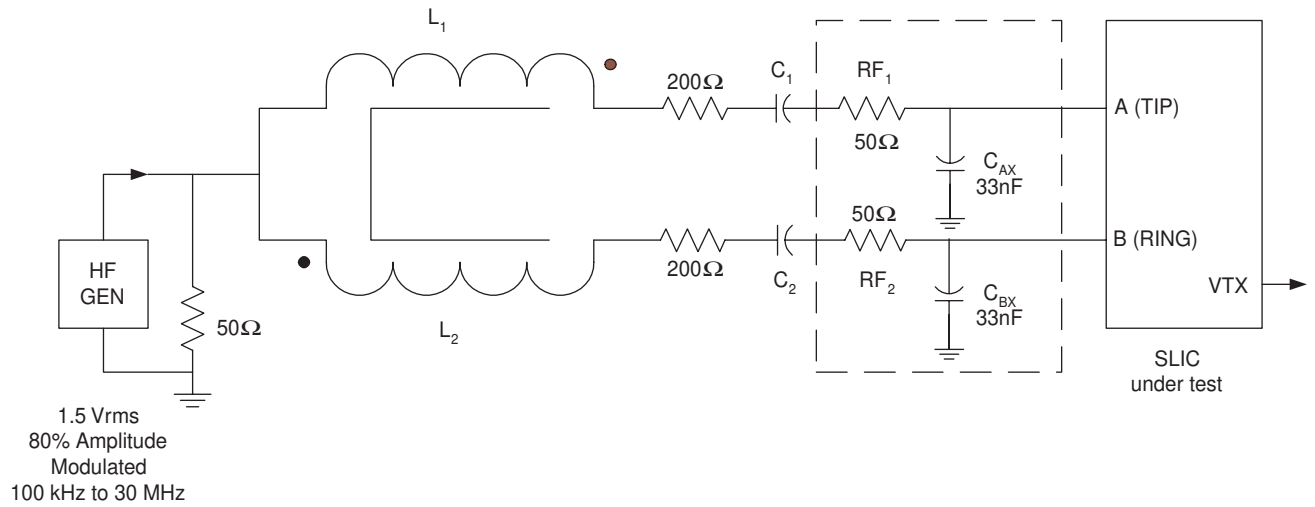 L1
200Ω
C1
RF1
50Ω
A (TIP)
CAX
33nF
HF
GEN
50Ω
L2
200Ω
C2
50Ω
RF2
B (RING)
CBX
33nF
VTX
SLIC
under test
1.5 Vrms
80% Amplitude
Modulated
100 kHz to 30 MHz